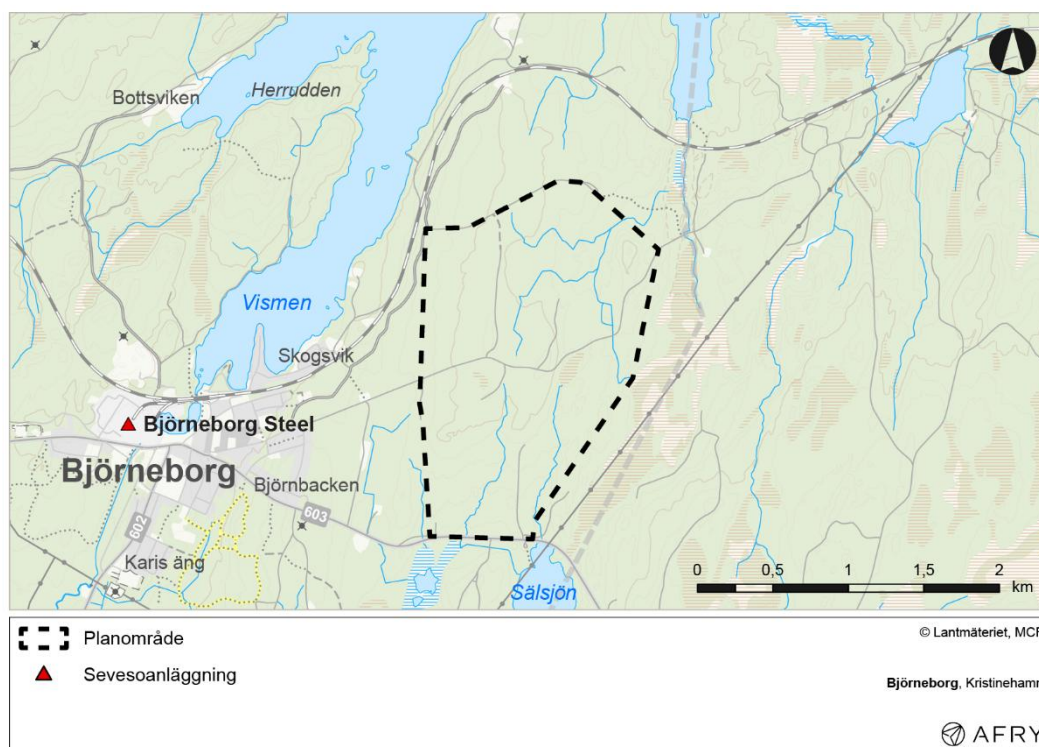 Bottsviken
Herrudden
Vismen
Skogsvik
Björneborg Steel
Björneborg
Björnbacken
603
602
Karis äng
Sälsjön
0 0,5 1 1,5 2
km
Planområde
Sevesoanläggning
© Lantmäteriet, MCF
Björneborg, Kristinehamn
AFRY